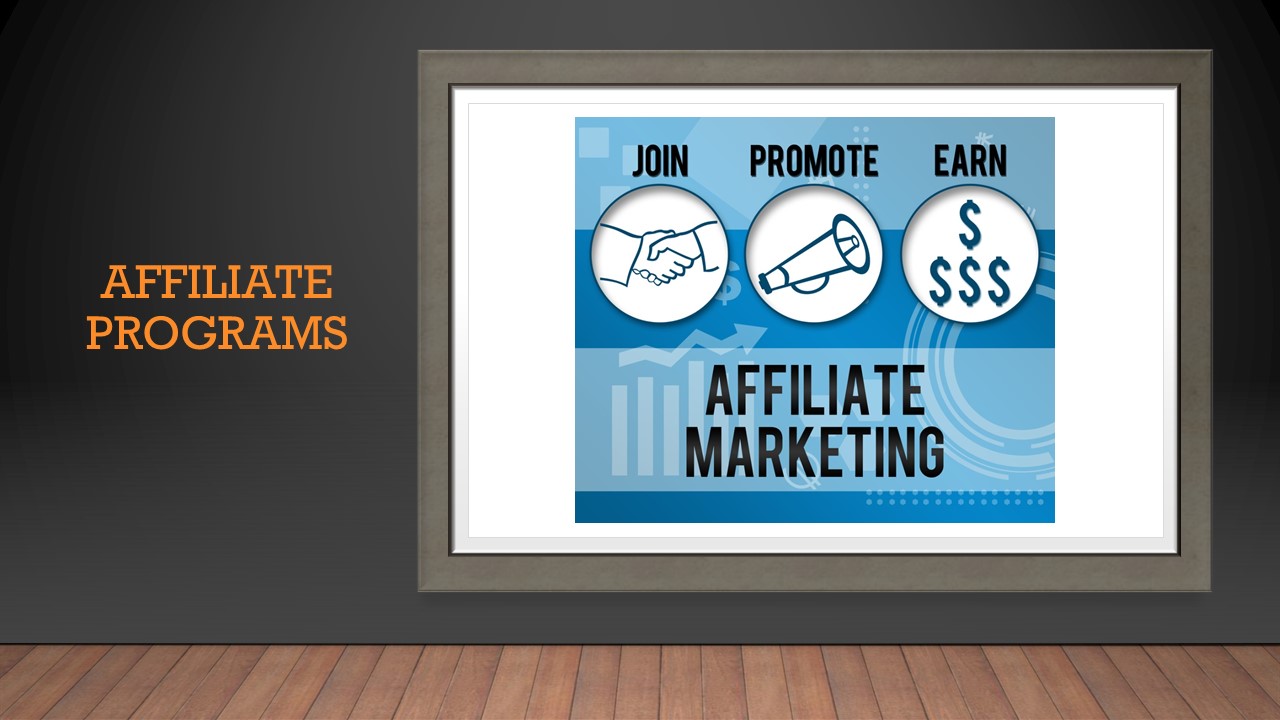 AFFILIATE
PROGRAMS
JOIN PROMOTE EARN
$
$$$
AFFILIATE
MARKETING